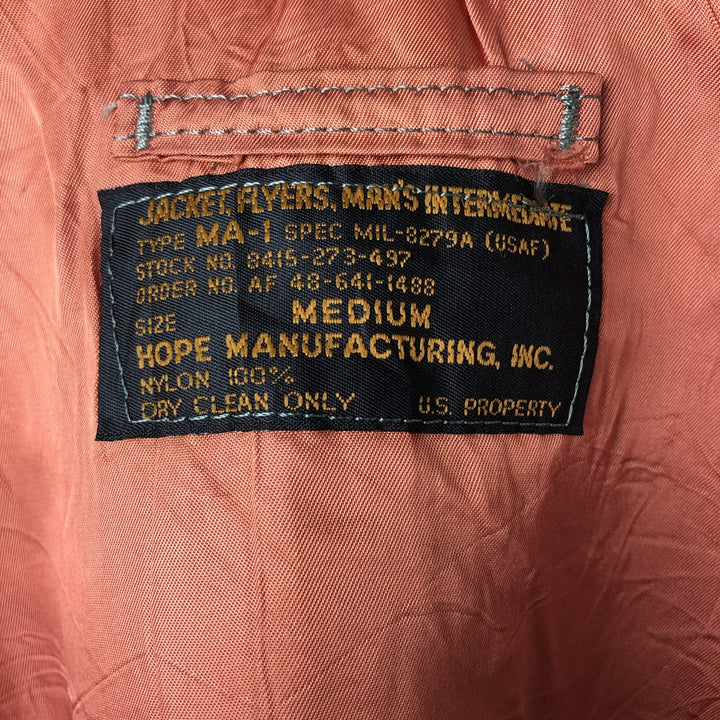 JACKET, FLYERS, MAN'S INTERMEDIATE
TYPE MA-1 SPEC MIL-8279A (USAF)
STOCK NO. 8415-273-497
ORDER NO. AF 48-641-1488
SIZE MEDIUM
HOPE MANUFACTURING, INC.
NYLON 100%
DRY CLEAN ONLY U.S. PROPERTY